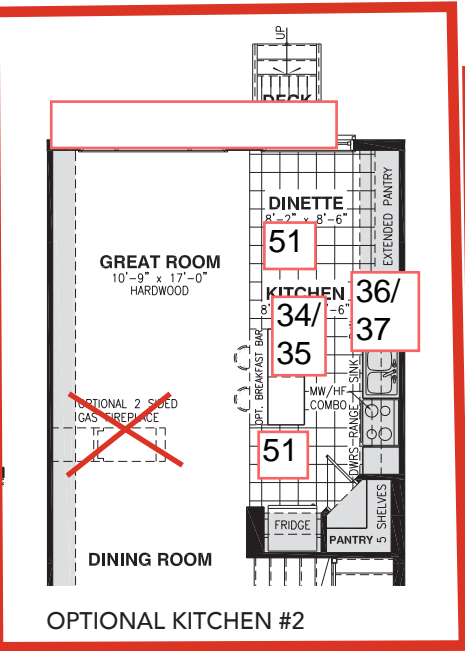 UP
DECK
DINETTE
8'-2" x 8'-6"
51
EXTENDED PANTRY
GREAT ROOM
10'-9" x 17'-0"
HARDWOOD
KITCHEN
8' -6"
34/
35
36/
37
OPT. BREAKFAST BAR
SINK
MW/HF
COMBO
DWRS-RANGE
OPTIONAL 2 SIDED
GAS FIREPLACE
51
FRIDGE
PANTRY
5 SHELVES
DINING ROOM
OPTIONAL KITCHEN #2